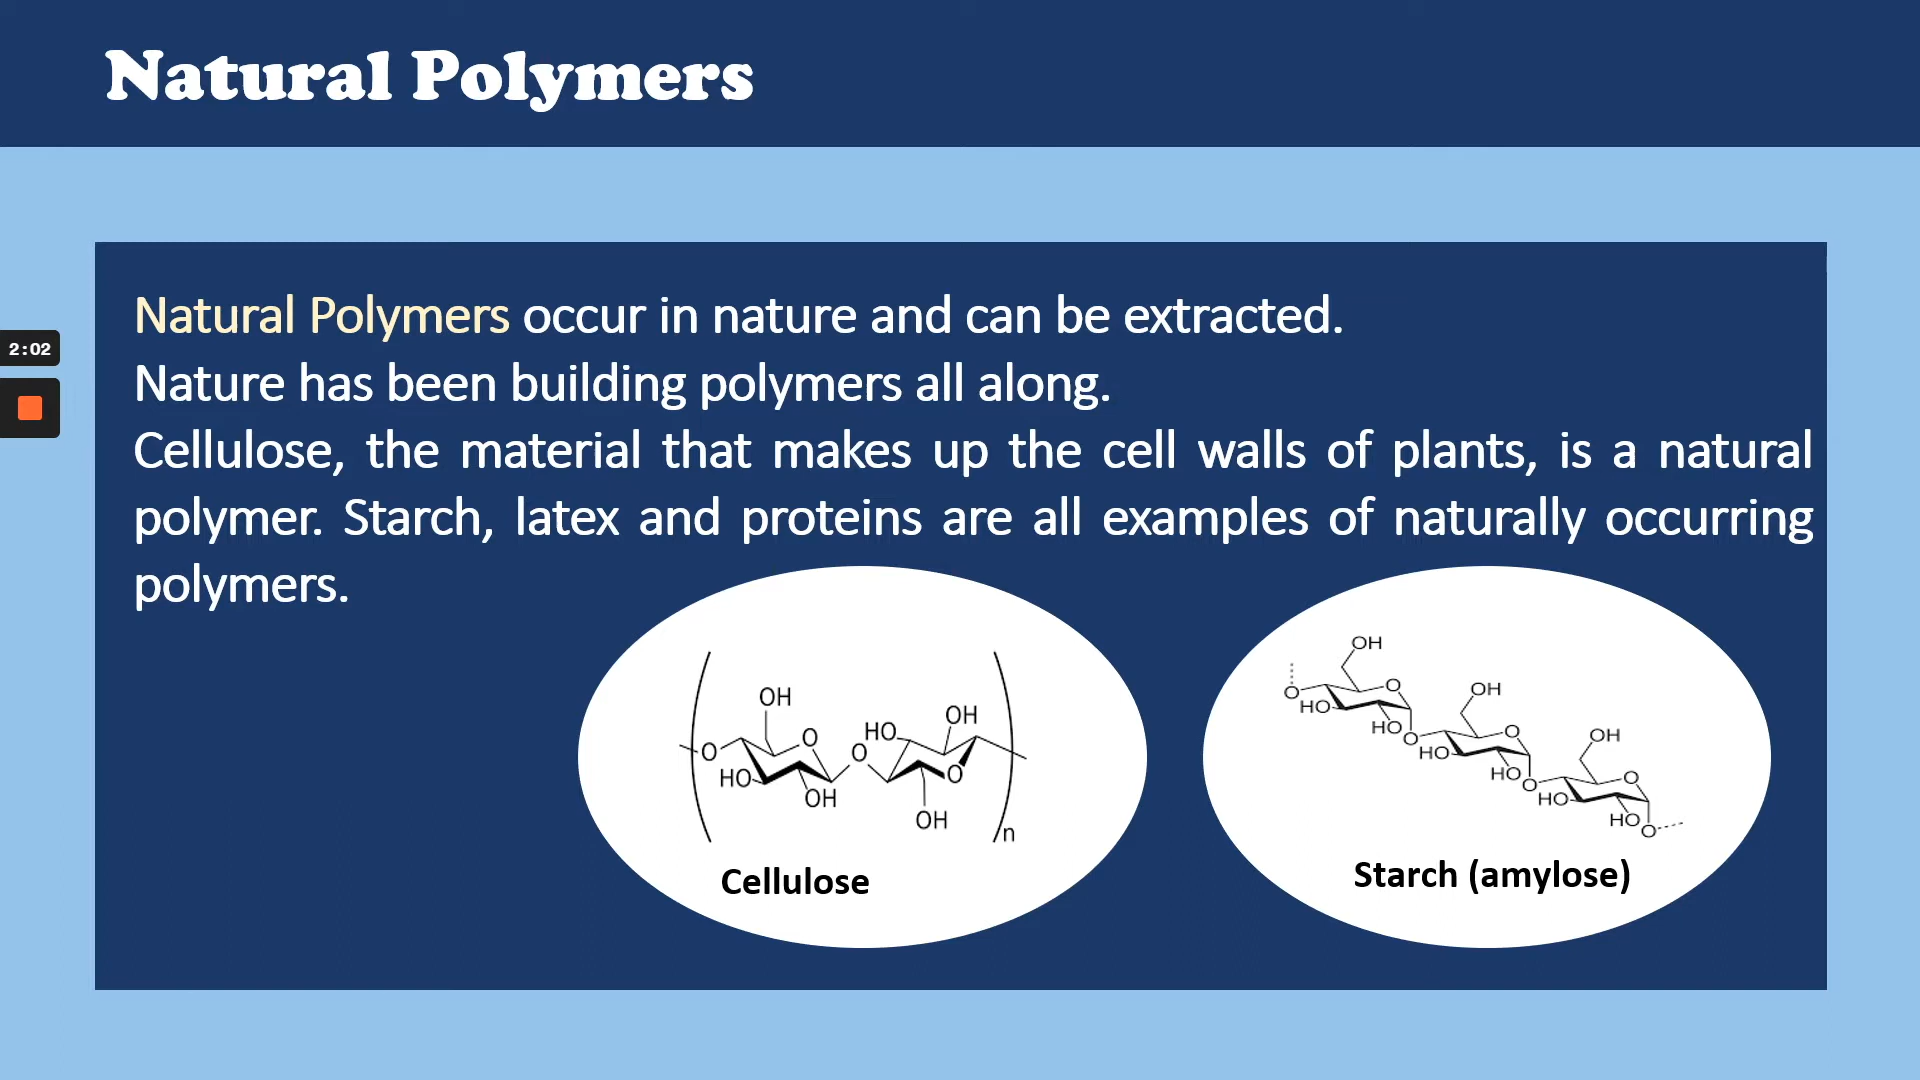 Natural Polymers
2:02
Natural Polymers occur in nature and can be extracted.
Nature has been building polymers all along.
Cellulose, the material that makes up the cell walls of plants, is a natural
polymer. Starch, latex and proteins are all examples of naturally occurring
polymers.
OH
O
HO
OH
O
HO
OH
O
OH
n
Cellulose
OH
O
O
HO
HO
O
OH
O
HO
HO
O
OH
O
HO
HO
O
Starch (amylose)